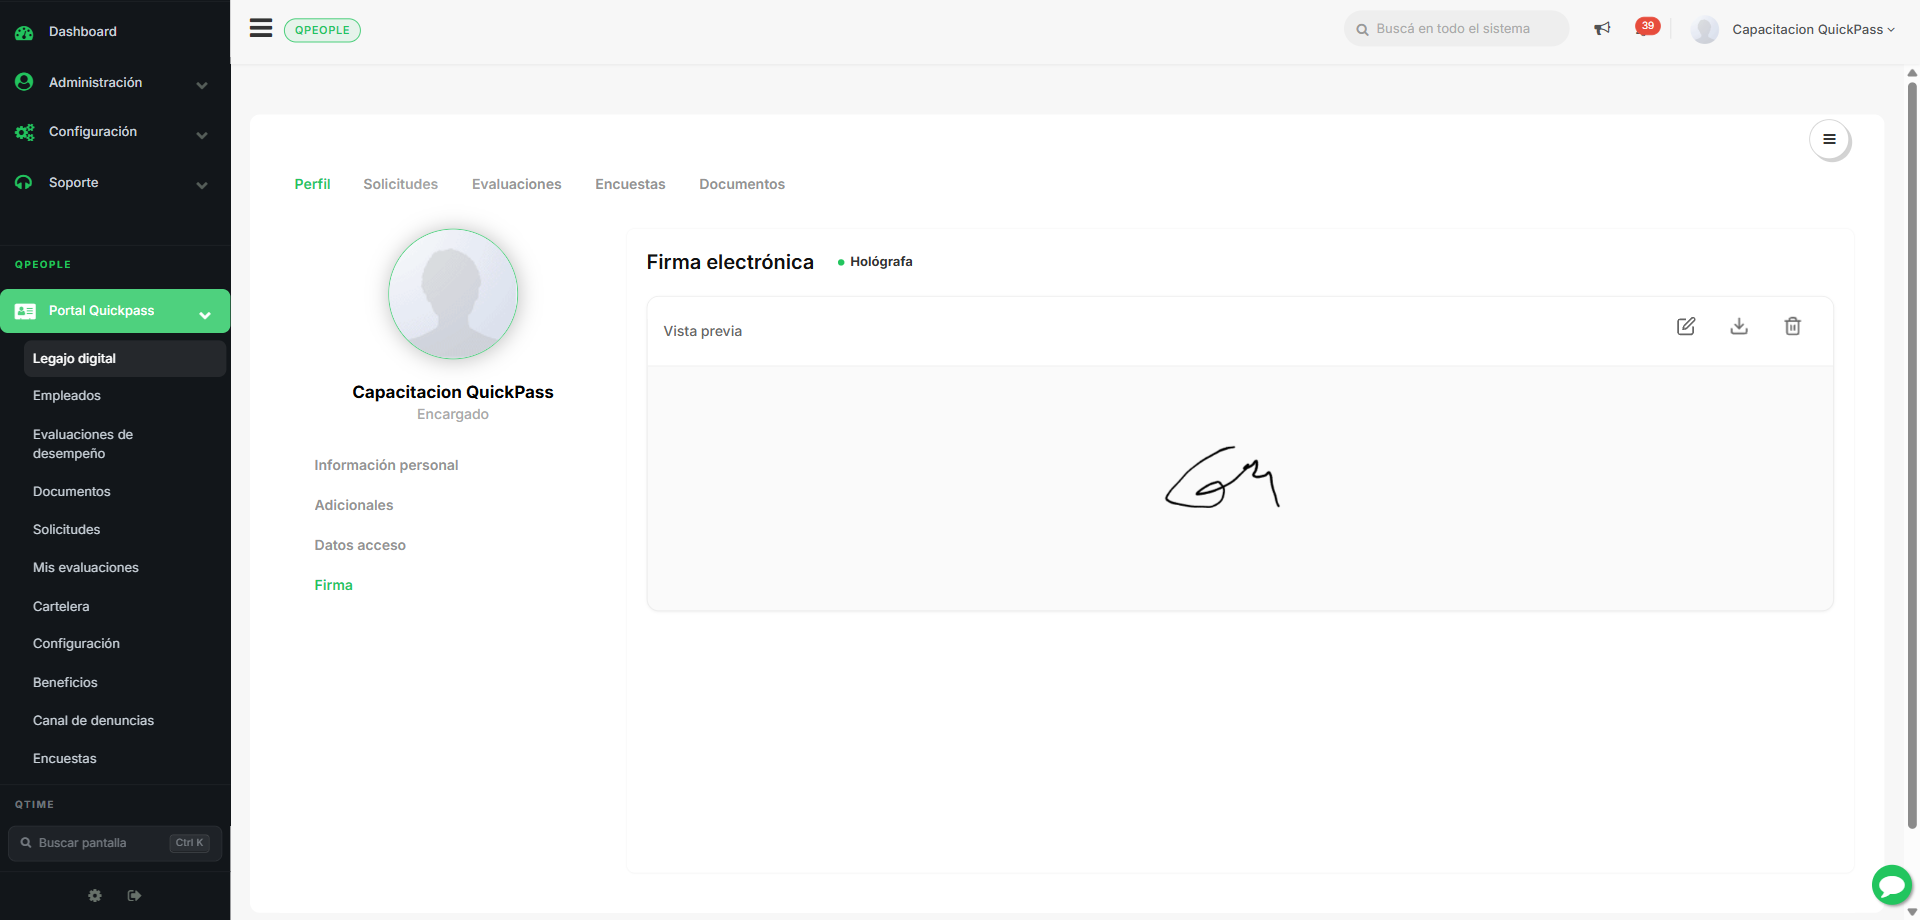 Dashboard
Administración
Configuración
Soporte
QPEOPLE
Portal Quickpass
Legajo digital
Empleados
Evaluaciones de
desempeño
Documentos
Solicitudes
Mis evaluaciones
Cartelera
Configuración
Beneficios
Canal de denuncias
Encuestas
QTIME
Buscar pantalla Ctrl K
QPEOPLE
Buscá en todo el sistema
39
Capacitacion QuickPass
Perfil Solicitudes Evaluaciones Encuestas Documentos
Capacitacion QuickPass
Encargado
Información personal
Adicionales
Datos acceso
Firma
Firma electrónica Hológrafa
Vista previa